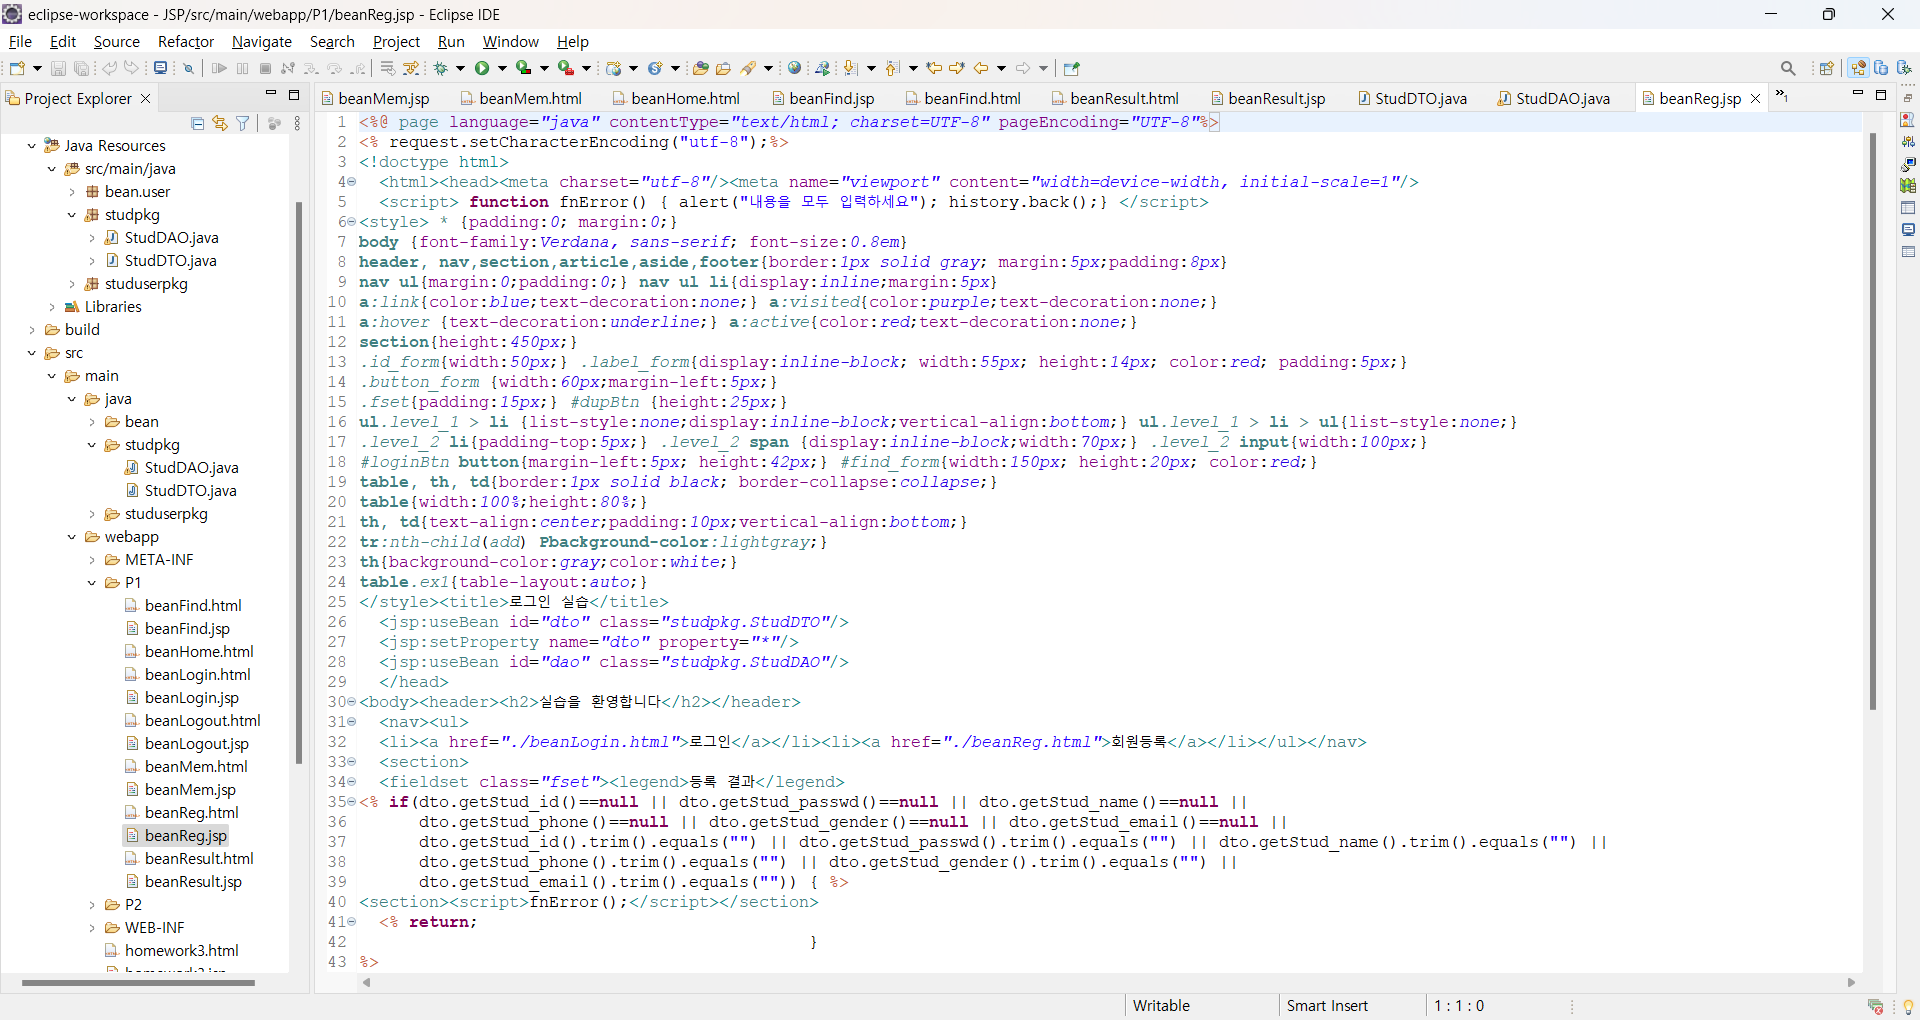 eclipse-workspace - JSP/src/main/webapp/P1/beanReg.jsp - Eclipse IDE
File Edit Source Refactor Navigate Search Project Run Window Help
Project Explorer
beanMem.jsp beanMem.html beanHome.html beanFind.jsp beanFind.html beanResult.html beanResult.jsp StudDTO.java StudDAO.java beanReg.jsp »1
Java Resources
src/main/java
bean.user
studpkg
StudDAO.java
StudDTO.java
studuserpkg
Libraries
build
src
main
java
bean
studpkg
StudDAO.java
StudDTO.java
studuserpkg
webapp
META-INF
P1
beanFind.html
beanFind.jsp
beanHome.html
beanLogin.html
beanLogin.jsp
beanLogout.html
beanLogout.jsp
beanMem.html
beanMem.jsp
beanReg.html
beanReg.jsp
beanResult.html
beanResult.jsp
P2
WEB-INF
homework3.html
1 <%@ page language="java" contentType="text/html; charset=UTF-8" pageEncoding="UTF-8"%>
2 <% request.setCharacterEncoding("utf-8");%>
3 <!doctype html>
4 <html><head><meta charset="utf-8"/><meta name="viewport" content="width=device-width, initial-scale=1"/>
5 <script> function fnError() { alert("내용을 모두 입력하세요"); history.back();} </script>
6 <style> * {padding:0; margin:0;}
7 body {font-family:Verdana, sans-serif; font-size:0.8em}
8 header, nav,section,article,aside,footer{border:1px solid gray; margin:5px;padding:8px}
9 nav ul{margin:0;padding:0;} nav ul li{display:inline;margin:5px}
10 a:link{color:blue;text-decoration:none;} a:visited{color:purple;text-decoration:none;}
11 a:hover {text-decoration:underline;} a:active{color:red;text-decoration:none;}
12 section{height:450px;}
13 .id_form{width:50px;} .label_form{display:inline-block; width:55px; height:14px; color:red; padding:5px;}
14 .button_form {width:60px;margin-left:5px;}
15 .fset{padding:15px;} #dupBtn {height:25px;}
16 ul.level_1 > li {list-style:none;display:inline-block;vertical-align:bottom;} ul.level_1 > li > ul{list-style:none;}
17 .level_2 li{padding-top:5px;} .level_2 span {display:inline-block;width:70px;} .level_2 input{width:100px;}
18 #loginBtn button{margin-left:5px; height:42px;} #find_form{width:150px; height:20px; color:red;}
19 table, th, td{border:1px solid black; border-collapse:collapse;}
20 table{width:100%;height:80%;}
21 th, td{text-align:center;padding:10px;vertical-align:bottom;}
22 tr:nth-child(add) Pbackground-color:lightgray;}
23 th{background-color:gray;color:white;}
24 table.ex1{table-layout:auto;}
25 </style><title>로그인 실습</title>
26 <jsp:useBean id="dto" class="studpkg.StudDTO"/>
27 <jsp:setProperty name="dto" property="*"/>
28 <jsp:useBean id="dao" class="studpkg.StudDAO"/>
29 </head>
30 <body><header><h2>실습을 환영합니다</h2></header>
31 <nav><ul>
32 <li><a href="./beanLogin.html">로그인</a></li><li><a href="./beanReg.html">회원등록</a></li></ul></nav>
33 <section>
34 <fieldset class="fset"><legend>등록 결과</legend>
35 <% if(dto.getStud_id()==null || dto.getStud_passwd()==null || dto.getStud_name()==null ||
36 dto.getStud_phone()==null || dto.getStud_gender()==null || dto.getStud_email()==null ||
37 dto.getStud_id().trim().equals("") || dto.getStud_passwd().trim().equals("") || dto.getStud_name().trim().equals("") ||
38 dto.getStud_phone().trim().equals("") || dto.getStud_gender().trim().equals("") ||
39 dto.getStud_email().trim().equals("")) { %>
40 <section><script>fnError();</script></section>
41 <% return;
42 }
43 %>
Writable Smart Insert 1 : 1 : 0